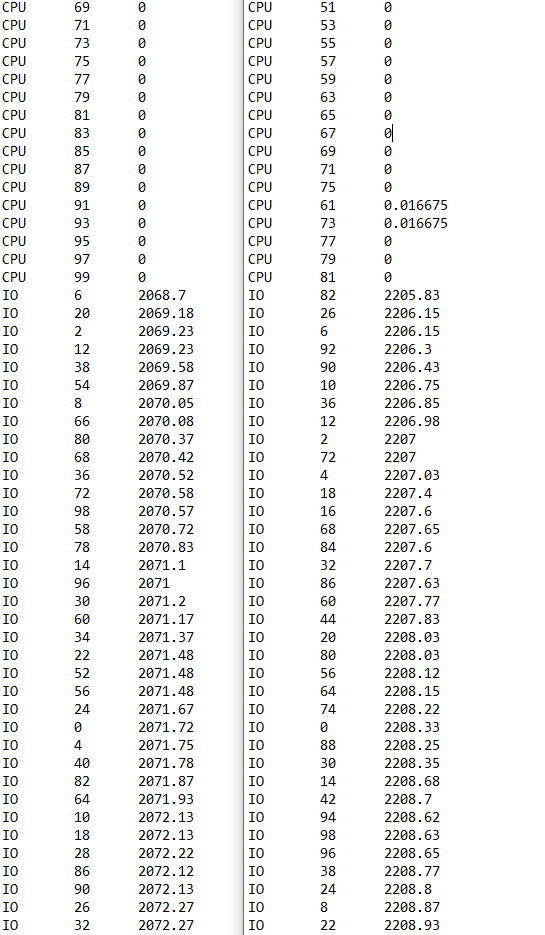 CPU 69 0
CPU 71 0
CPU 73 0
CPU 75 0
CPU 77 0
CPU 79 0
CPU 81 0
CPU 83 0
CPU 85 0
CPU 87 0
CPU 89 0
CPU 91 0
CPU 93 0
CPU 95 0
CPU 97 0
CPU 99 0
IO 6 2068.7
IO 20 2069.18
IO 2 2069.23
IO 12 2069.23
IO 38 2069.58
IO 54 2069.87
IO 8 2070.05
IO 66 2070.08
IO 80 2070.37
IO 68 2070.42
IO 36 2070.52
IO 72 2070.58
IO 98 2070.57
IO 58 2070.72
IO 78 2070.83
IO 14 2071.1
IO 96 2071
IO 30 2071.2
IO 60 2071.17
IO 34 2071.37
IO 22 2071.48
IO 52 2071.48
IO 56 2071.48
IO 24 2071.67
IO 0 2071.72
IO 4 2071.75
IO 40 2071.78
IO 82 2071.87
IO 64 2071.93
IO 10 2072.13
IO 18 2072.13
IO 28 2072.22
IO 86 2072.12
IO 90 2072.13
IO 26 2072.27
IO 32 2072.27
CPU 51 0
CPU 53 0
CPU 55 0
CPU 57 0
CPU 59 0
CPU 63 0
CPU 65 0
CPU 67 0
CPU 69 0
CPU 71 0
CPU 75 0
CPU 61 0.016675
CPU 73 0.016675
CPU 77 0
CPU 79 0
CPU 81 0
IO 82 2205.83
IO 26 2206.15
IO 6 2206.15
IO 92 2206.3
IO 90 2206.43
IO 10 2206.75
IO 36 2206.85
IO 12 2206.98
IO 2 2207
IO 72 2207
IO 4 2207.03
IO 18 2207.4
IO 16 2207.6
IO 68 2207.65
IO 84 2207.6
IO 32 2207.7
IO 86 2207.63
IO 60 2207.77
IO 44 2207.83
IO 20 2208.03
IO 80 2208.03
IO 56 2208.12
IO 64 2208.15
IO 74 2208.22
IO 0 2208.33
IO 88 2208.25
IO 30 2208.35
IO 14 2208.68
IO 42 2208.7
IO 94 2208.62
IO 98 2208.63
IO 96 2208.65
IO 38 2208.77
IO 24 2208.8
IO 8 2208.87
IO 22 2208.93